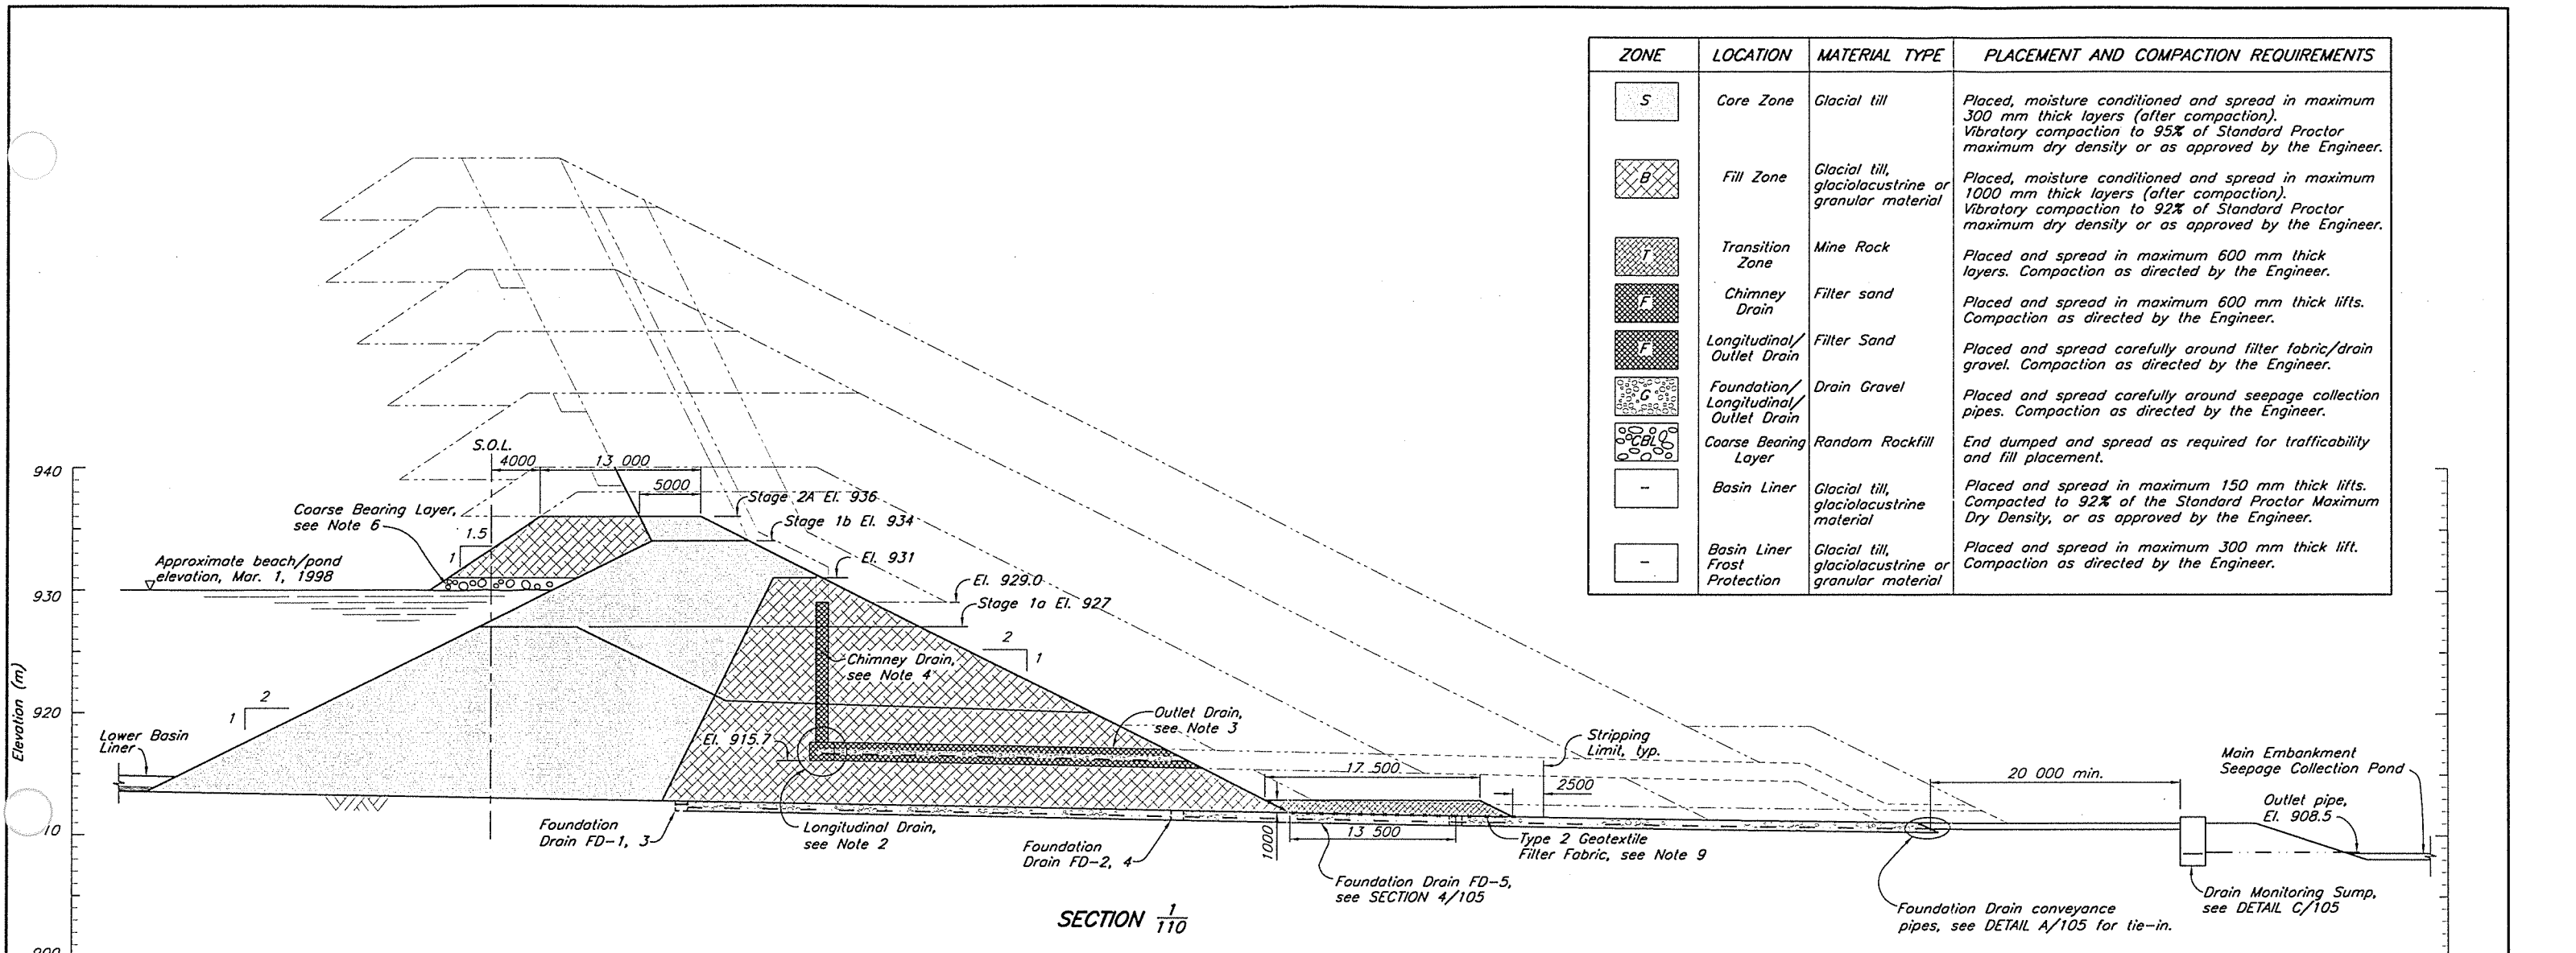 ZONE LOCATION MATERIAL TYPE PLACEMENT AND COMPACTION REQUIREMENTS
S Core Zone Glacial till Placed, moisture conditioned and spread in maximum
300 mm thick layers (after compaction).
Vibratory compaction to 95% of Standard Proctor
maximum dry density or as approved by the Engineer.
B Fill Zone Glacial till,
glaciolacustrine or
granular material
Placed, moisture conditioned and spread in maximum
1000 mm thick layers (after compaction).
Vibratory compaction to 92% of Standard Proctor
maximum dry density or as approved by the Engineer.
T Transition
Zone
Mine Rock
Placed and spread in maximum 600 mm thick
layers. Compaction as directed by the Engineer.
F Chimney
Drain
Filter sand
Placed and spread in maximum 600 mm thick lifts.
Compaction as directed by the Engineer.
F Longitudinal/
Outlet Drain
Filter Sand
Placed and spread carefully around filter fabric/drain
gravel. Compaction as directed by the Engineer.
G Foundation/
Longitudinal/
Outlet Drain
Drain Gravel
Placed and spread carefully around seepage collection
pipes. Compaction as directed by the Engineer.
CBL Coarse Bearing
Layer
Random Rockfill
End dumped and spread as required for trafficability
and fill placement.
- Basin Liner Glacial till,
glaciolacustrine
material
Placed and spread in maximum 150 mm thick lifts.
Compacted to 92% of the Standard Proctor Maximum
Dry Density, or as approved by the Engineer.
- Basin Liner
Frost
Protection
Glacial till,
glaciolacustrine or
granular material
Placed and spread in maximum 300 mm thick lift.
Compaction as directed by the Engineer.
S.O.L.
940
4000 13 000
5000
Stage 2A El. 936
Coarse Bearing Layer,
see Note 6
Stage 1b El. 934
1.5
1
El. 931
Approximate beach/pond
elevation, Mar. 1, 1998
El. 929.0
930
Stage 1a El. 927
2
1
Chimney Drain,
see Note 4
Elevation (m)
2
1
920
Outlet Drain,
see Note 3
Lower Basin
Liner
El. 915.7
Stripping
Limit, typ.
17 500
2500
20 000 min.
Main Embankment
Seepage Collection Pond
Outlet pipe,
El. 908.5
10
Foundation
Drain FD-1, 3
Longitudinal Drain,
see Note 2
Foundation
Drain FD-2, 4
1000
13 500
Type 2 Geotextile
Filter Fabric, see Note 9
Foundation Drain FD-5,
see SECTION 4/105
Drain Monitoring Sump,
see DETAIL C/105
Foundation Drain conveyance
pipes, see DETAIL A/105 for tie-in.
SECTION 1
110